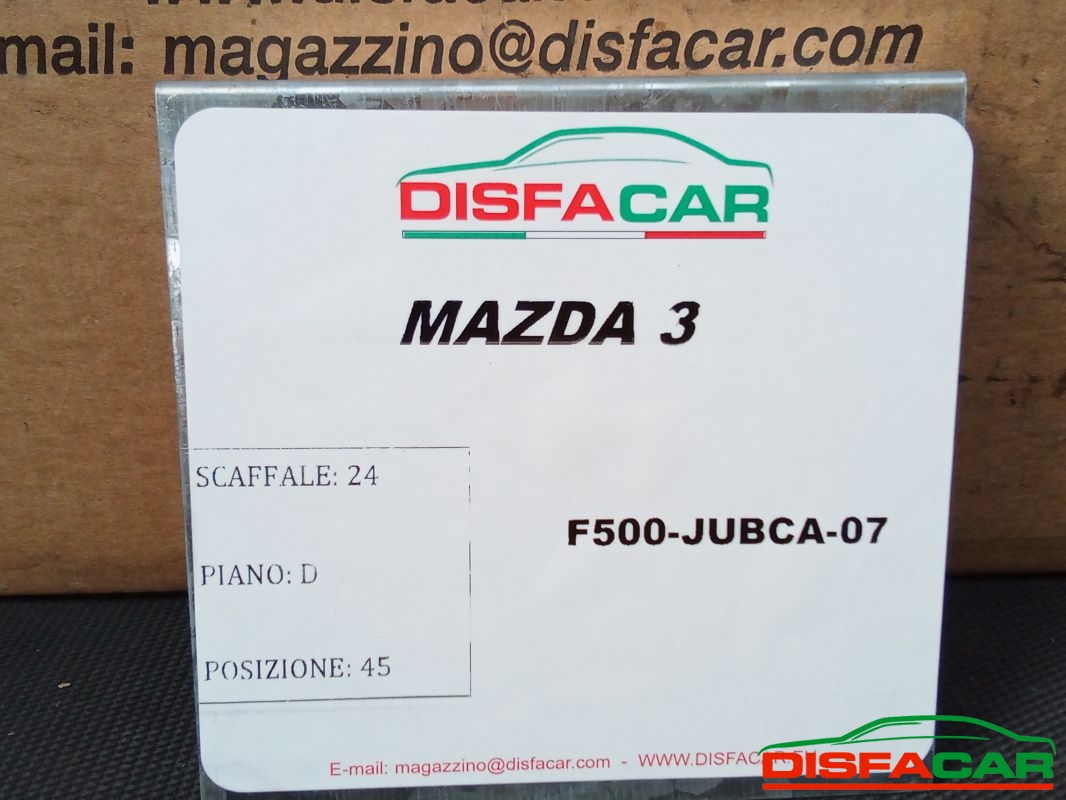 mail: magazzino@disfacar.com
DISFACAR
MAZDA 3
SCAFFALE: 24
PIANO: D
POSIZIONE: 45
F500-JUBCA-07
E-mail: magazzino@disfacar.com - WWW.DISFACAR
DISFACAR